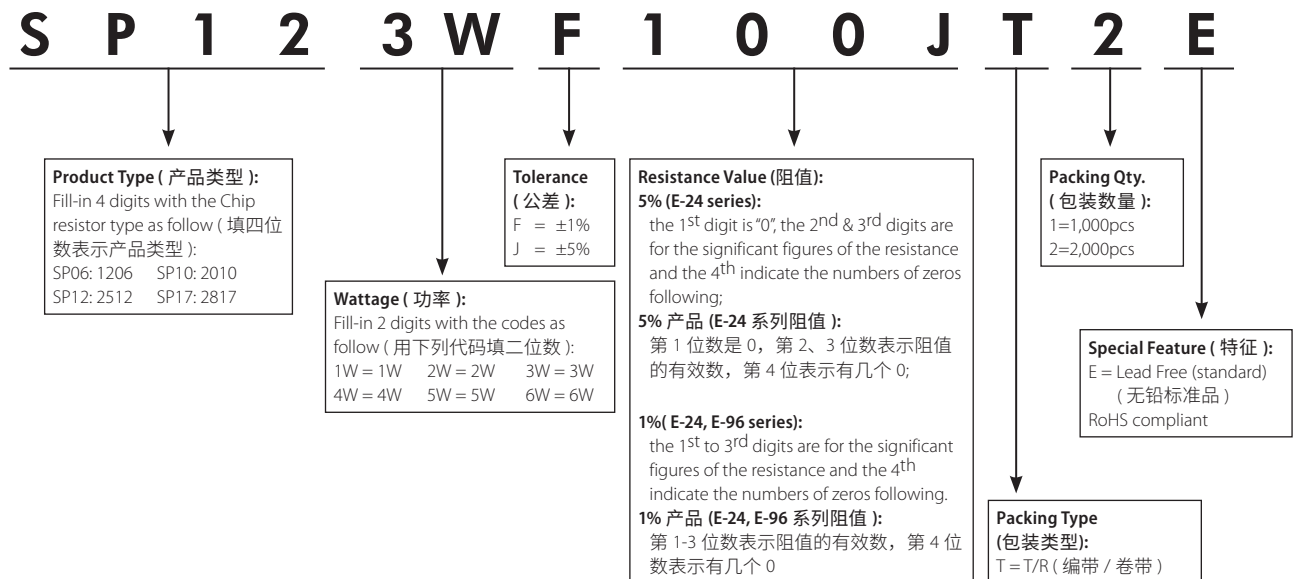 SP12 3W F 100J T 2 E
Product Type ( 产品类型 ):
Fill-in 4 digits with the Chip
resistor type as follow ( 填四位
数表示产品类型 ):
SP06: 1206 SP10: 2010
SP12: 2512 SP17: 2817
Wattage ( 功率 ):
Fill-in 2 digits with the codes as
follow ( 用下列代码填二位数 ):
1W = 1W 2W = 2W 3W = 3W
4W = 4W 5W = 5W 6W = 6W
Tolerance
( 公差 ):
F = ±1%
J = ±5%
Resistance Value (阻值):
5% (E-24 series):
the 1st digit is “0”, the 2nd & 3rd digits are
for the significant figures of the resistance
and the 4th indicate the numbers of zeros
following;
5% 产品 (E-24 系列阻值 ):
第 1 位数是 0，第 2、3 位数表示阻值
的有效数，第 4 位表示有几个 0;
1%( E-24, E-96 series):
the 1st to 3rd digits are for the significant
figures of the resistance and the 4th
indicate the numbers of zeros following.
1% 产品 (E-24, E-96 系列阻值 ):
第 1-3 位数表示阻值的有效数，第 4 位
数表示有几个 0
Packing Qty.
( 包装数量 ):
1=1,000pcs
2=2,000pcs
Special Feature ( 特征 ):
E = Lead Free (standard)
( 无铅标准品 )
RoHS compliant
Packing Type
(包装类型):
T = T/R ( 编带 / 卷带 )